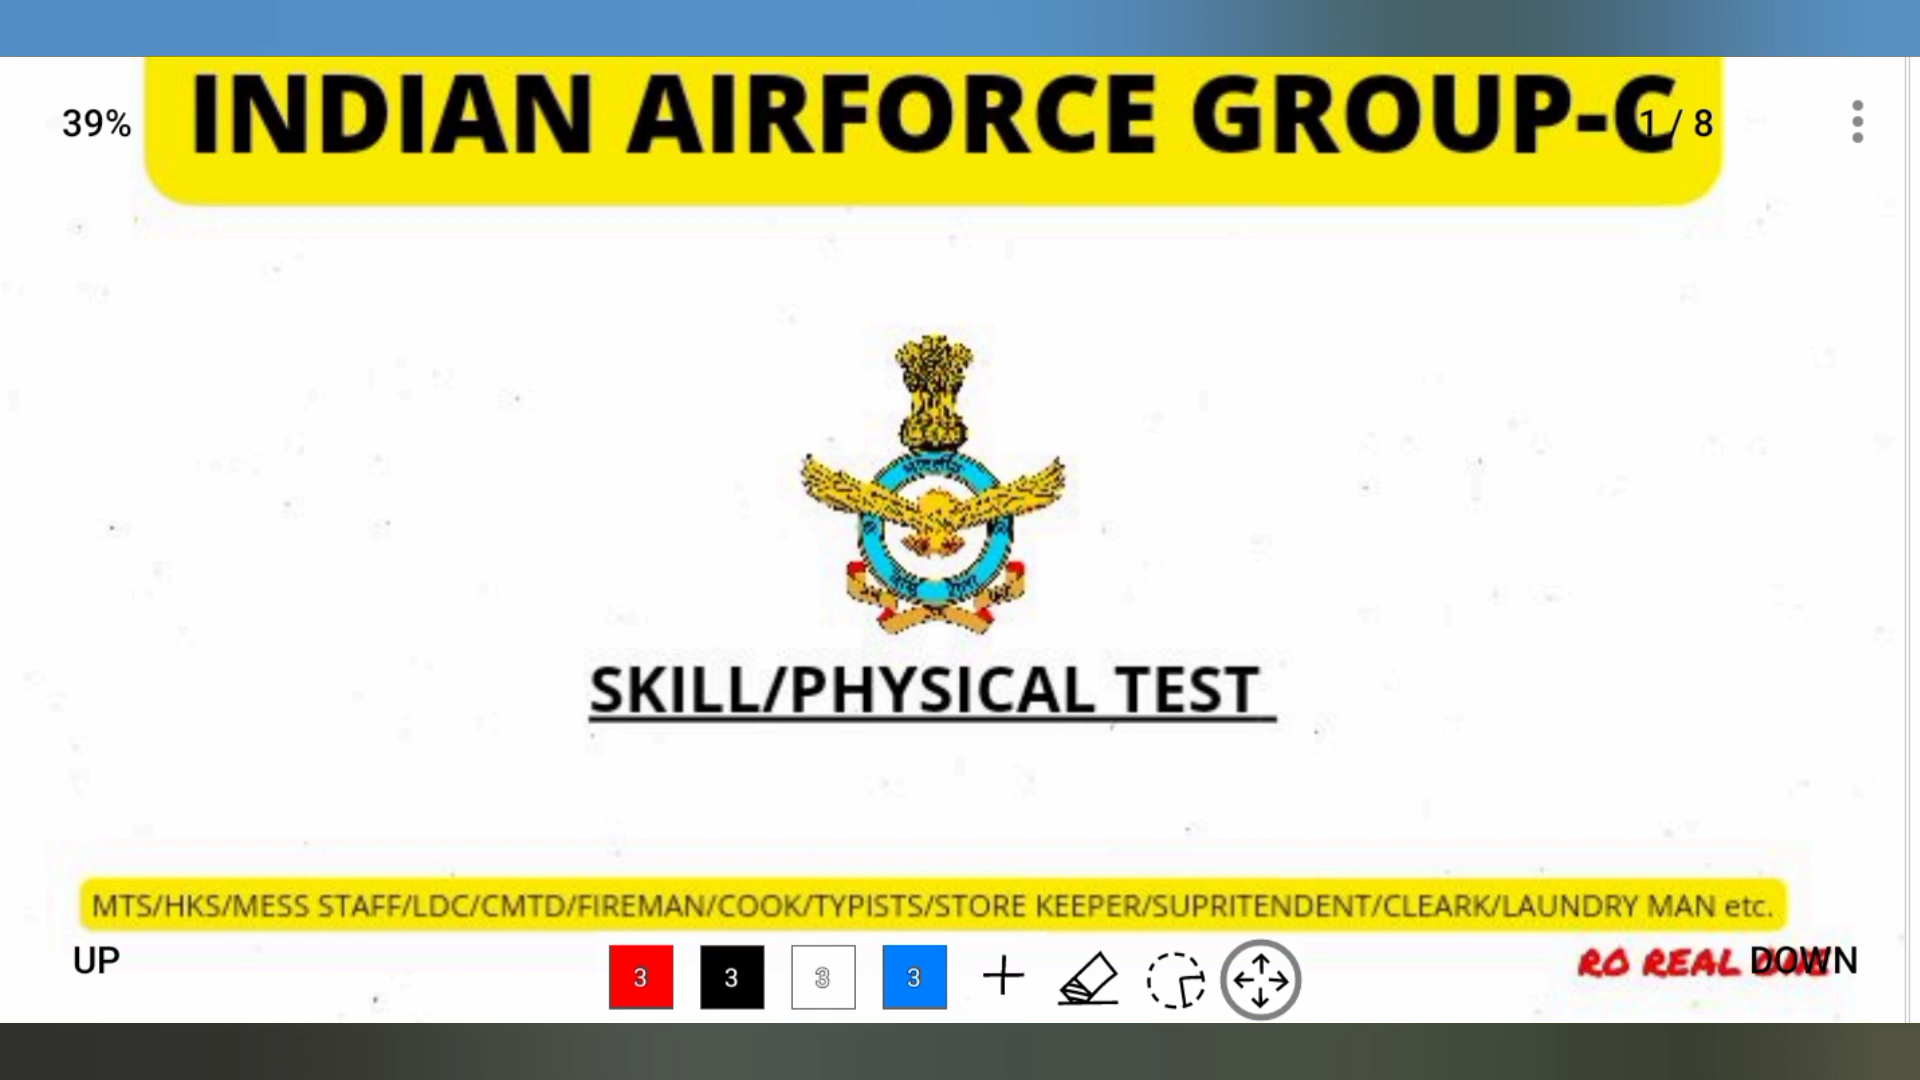 INDIAN AIRFORCE GROUP-C
39%
1 / 8
SKILL/PHYSICAL TEST
MTS/HKS/MESS STAFF/LDC/CMTD/FIREMAN/COOK/TYPISTS/STORE KEEPER/SUPRITENDENT/CLEARK/LAUNDRY MAN etc.
UP
3 3 3 3
RO REAL
DOWN